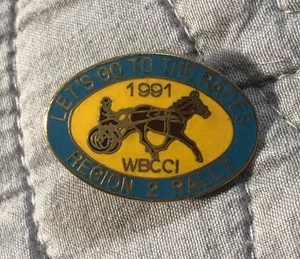 LET'S GO TO THE RACES
1991
WBCCI
REGION 2 RALLY